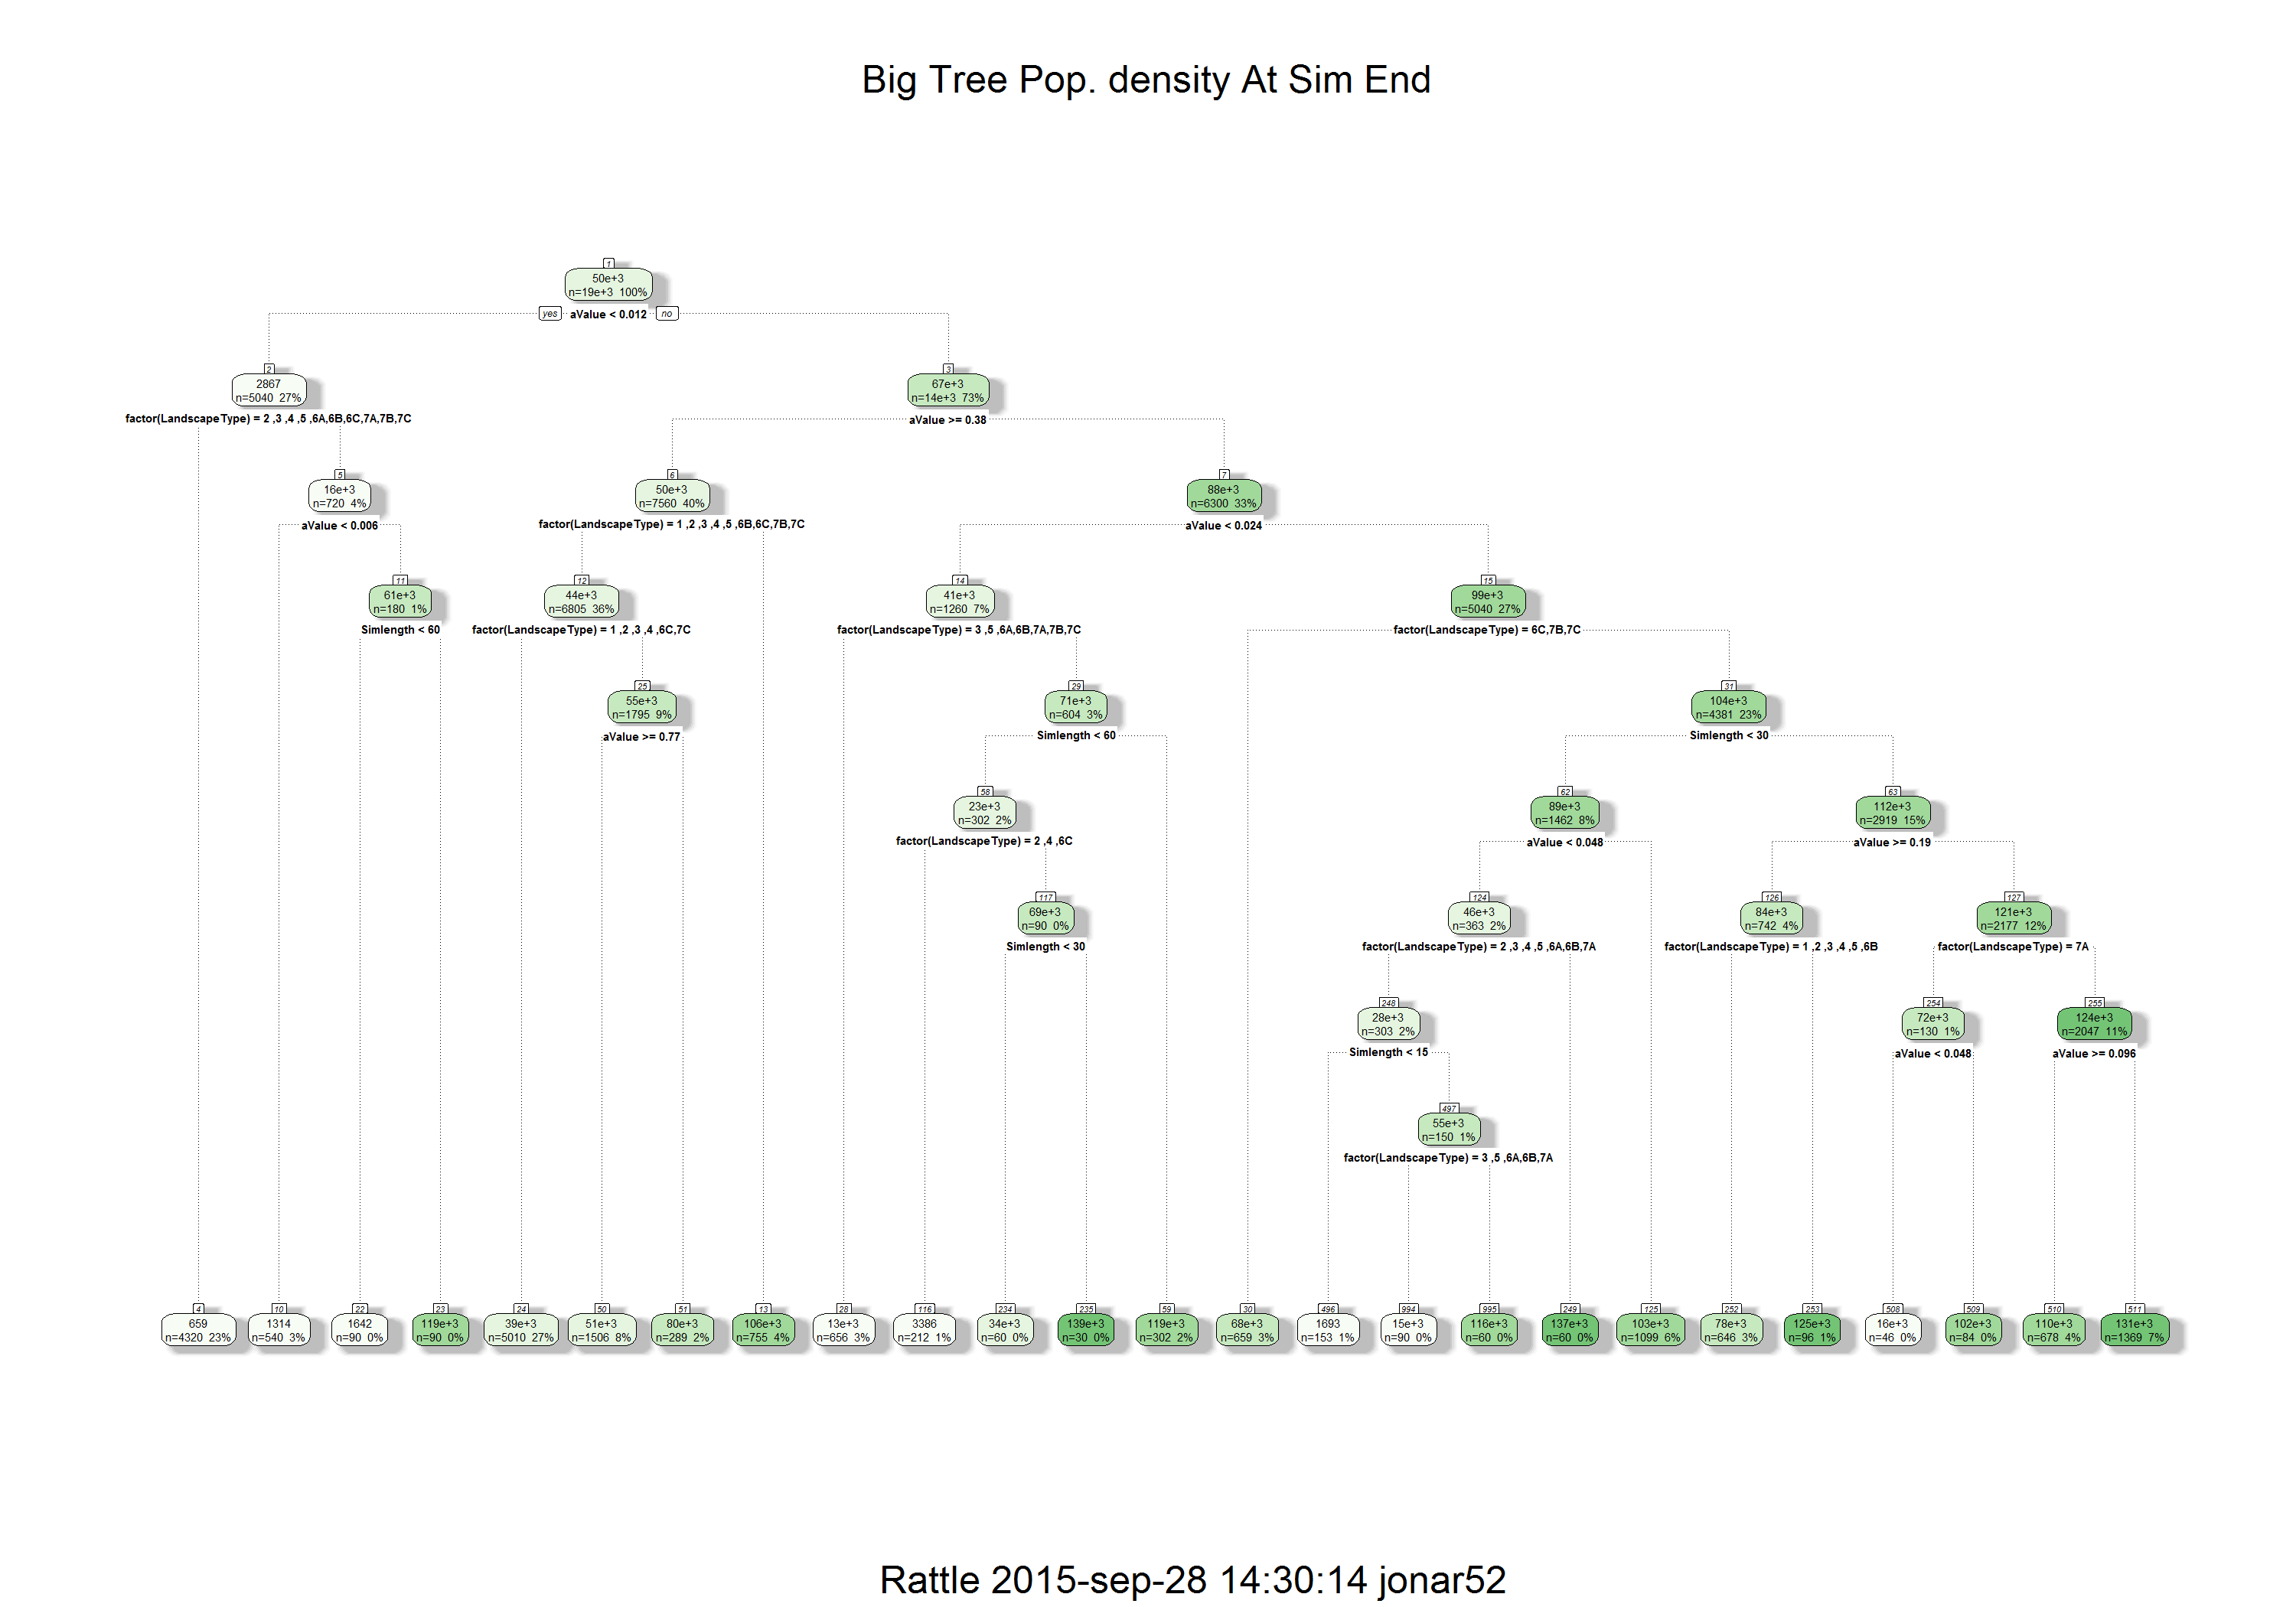 Big Tree Pop. density At Sim End
1
50e+3
n=19e+3 100%
yes aValue < 0.012 no
2
2867
n=5040 27%
factor(LandscapeType) = 2 ,3 ,4 ,5 ,6A,6B,6C,7A,7B,7C
3
67e+3
n=14e+3 73%
aValue >= 0.38
5
16e+3
n=720 4%
aValue < 0.006
6
50e+3
n=7560 40%
factor(LandscapeType) = 1 ,2 ,3 ,4 ,5 ,6B,6C,7B,7C
7
88e+3
n=6300 33%
aValue < 0.024
11
61e+3
n=180 1%
Simlength < 60
12
44e+3
n=6805 36%
factor(LandscapeType) = 1 ,2 ,3 ,4 ,6C,7C
14
41e+3
n=1260 7%
factor(LandscapeType) = 3 ,5 ,6A,6B,7A,7B,7C
15
99e+3
n=5040 27%
factor(LandscapeType) = 6C,7B,7C
25
55e+3
n=1795 9%
aValue >= 0.77
29
71e+3
n=604 3%
Simlength < 60
31
104e+3
n=4381 23%
Simlength < 30
58
23e+3
n=302 2%
factor(LandscapeType) = 2 ,4 ,6C
62
89e+3
n=1462 8%
aValue < 0.048
63
112e+3
n=2919 15%
aValue >= 0.19
117
69e+3
n=90 0%
Simlength < 30
124
46e+3
n=363 2%
factor(LandscapeType) = 2 ,3 ,4 ,5 ,6A,6B,7A
126
84e+3
n=742 4%
factor(LandscapeType) = 1 ,2 ,3 ,4 ,5 ,6B
127
121e+3
n=2177 12%
factor(LandscapeType) = 7A
248
28e+3
n=303 2%
Simlength < 15
254
72e+3
n=130 1%
aValue < 0.048
255
124e+3
n=2047 11%
aValue >= 0.096
497
55e+3
n=150 1%
factor(LandscapeType) = 3 ,5 ,6A,6B,7A
4
659
n=4320 23%
10
1314
n=540 3%
22
1642
n=90 0%
23
119e+3
n=90 0%
24
39e+3
n=5010 27%
50
51e+3
n=1506 8%
51
80e+3
n=289 2%
13
106e+3
n=755 4%
28
13e+3
n=656 3%
116
3386
n=212 1%
234
34e+3
n=60 0%
235
139e+3
n=30 0%
59
119e+3
n=302 2%
30
68e+3
n=659 3%
496
1693
n=153 1%
994
15e+3
n=90 0%
995
116e+3
n=60 0%
249
137e+3
n=60 0%
125
103e+3
n=1099 6%
252
78e+3
n=646 3%
253
125e+3
n=96 1%
508
16e+3
n=46 0%
509
102e+3
n=84 0%
510
110e+3
n=678 4%
511
131e+3
n=1369 7%
Rattle 2015-sep-28 14:30:14 jonar52